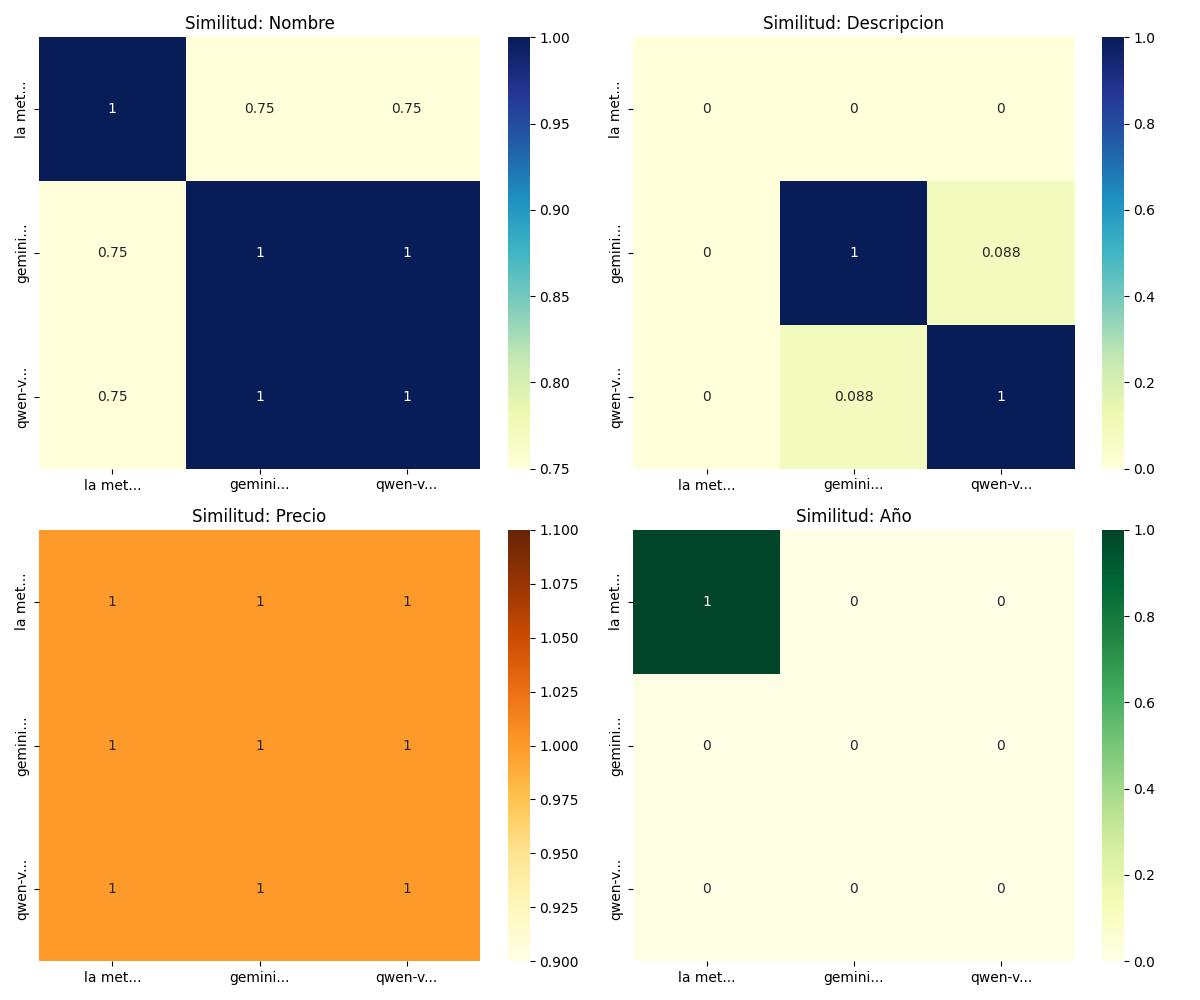 Similitud: Nombre
la met...
gemini...
qwen-v...
1 0.75 0.75
0.75 1 1
0.75 1 1
la met... gemini... qwen-v...
1.00
0.95
0.90
0.85
0.80
0.75
Similitud: Descripcion
la met...
gemini...
qwen-v...
0 0 0
0 1 0.088
0 0.088 1
la met... gemini... qwen-v...
1.0
0.8
0.6
0.4
0.2
0.0
Similitud: Precio
la met...
gemini...
qwen-v...
1 1 1
1 1 1
1 1 1
la met... gemini... qwen-v...
1.100
1.075
1.050
1.025
1.000
0.975
0.950
0.925
0.900
Similitud: Año
la met...
gemini...
qwen-v...
1 0 0
0 0 0
0 0 0
la met... gemini... qwen-v...
1.0
0.8
0.6
0.4
0.2
0.0